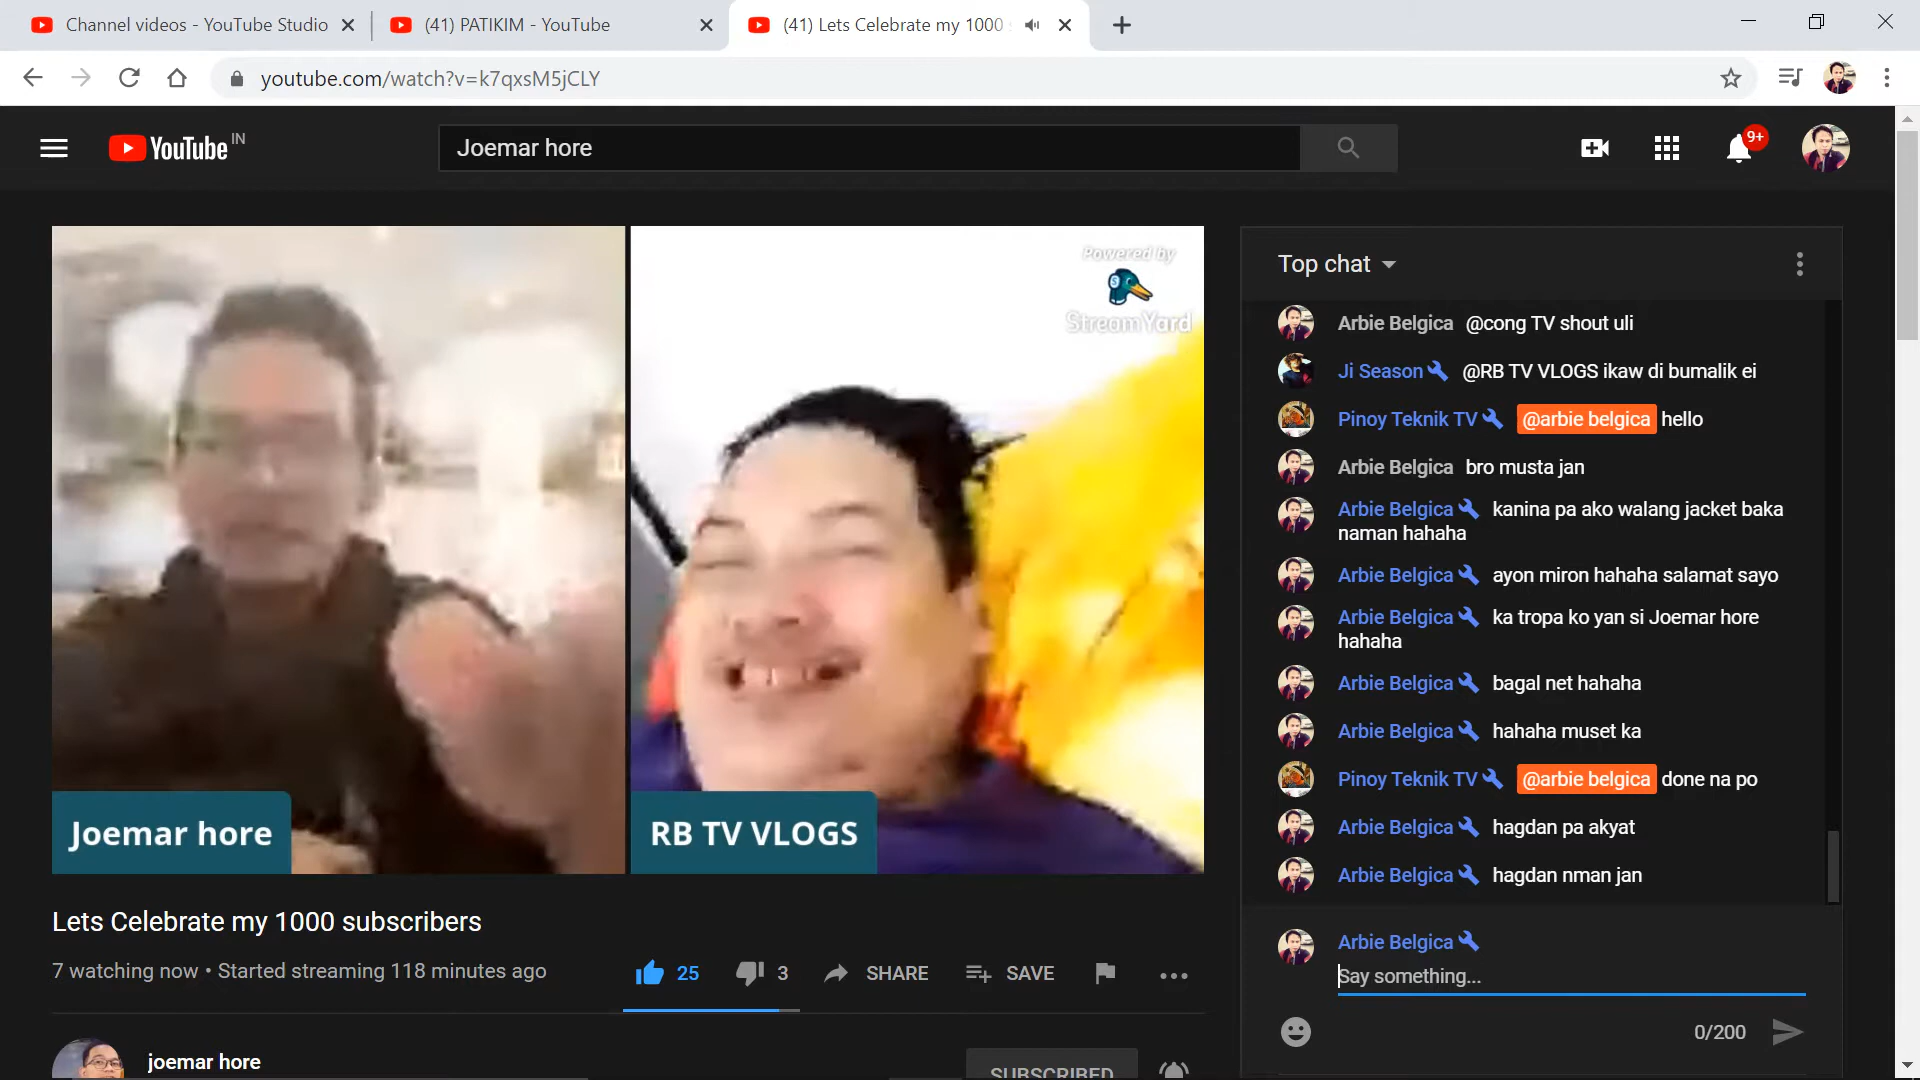 Channel videos - YouTube Studio
(41) PATIKIM - YouTube
(41) Lets Celebrate my 1000
youtube.com/watch?v=k7qxsM5jCLY
YouTube IN
Joemar hore
9+
Powered by
StreamYard
Joemar hore
RB TV VLOGS
Lets Celebrate my 1000 subscribers
7 watching now • Started streaming 118 minutes ago
25
3
SHARE
SAVE
joemar hore
SUBSCRIBED
Top chat
Arbie Belgica @cong TV shout uli
Ji Season @RB TV VLOGS ikaw di bumalik ei
Pinoy Teknik TV @arbie belgica hello
Arbie Belgica bro musta jan
Arbie Belgica kanina pa ako walang jacket baka
naman hahaha
Arbie Belgica ayon miron hahaha salamat sayo
Arbie Belgica ka tropa ko yan si Joemar hore
hahaha
Arbie Belgica bagal net hahaha
Arbie Belgica hahaha muset ka
Pinoy Teknik TV @arbie belgica done na po
Arbie Belgica hagdan pa akyat
Arbie Belgica hagdan nman jan
Arbie Belgica
Say something...
0/200